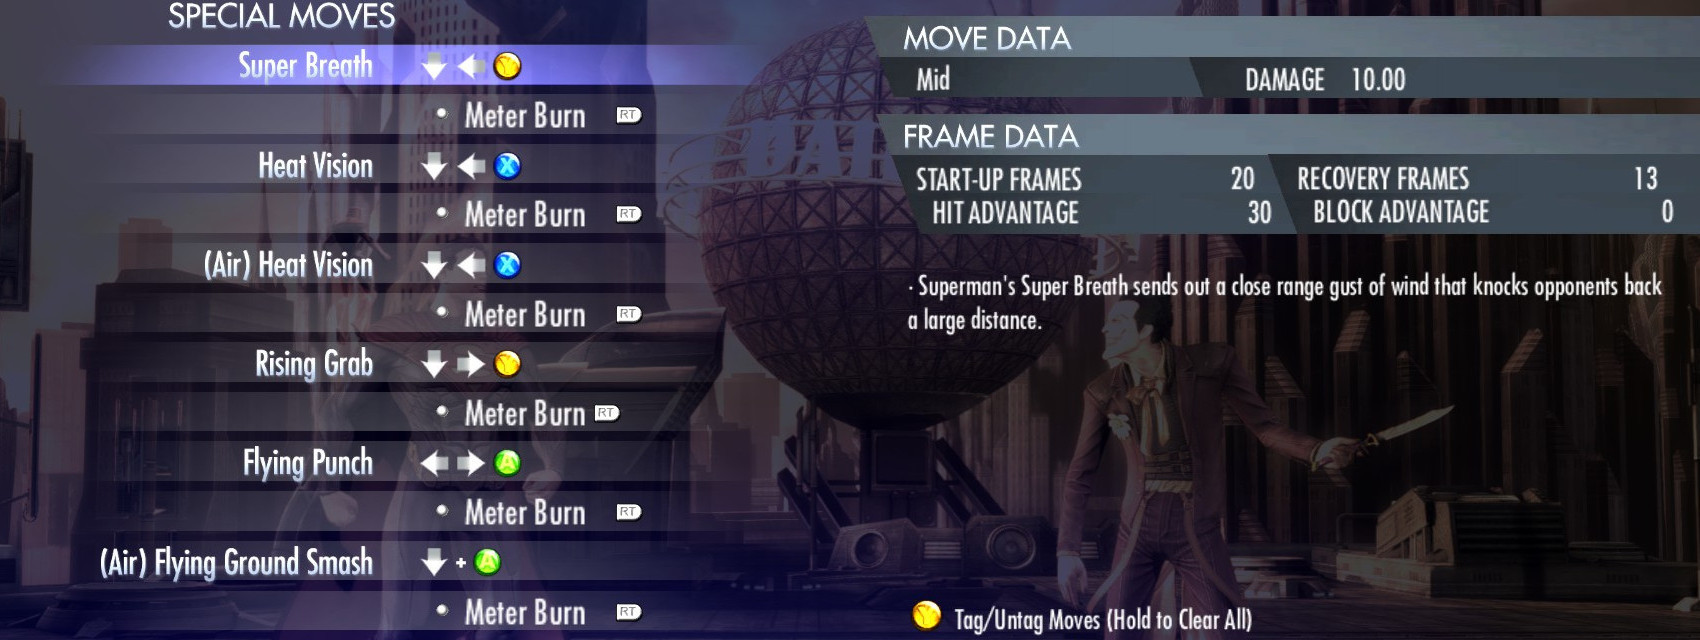 SPECIAL MOVES
Super Breath Y
Meter Burn RT
Heat Vision X
Meter Burn RT
(Air) Heat Vision X
Meter Burn RT
Rising Grab Y
Meter Burn RT
Flying Punch A
Meter Burn RT
(Air) Flying Ground Smash + A
Meter Burn RT
DAI
MOVE DATA
Mid DAMAGE 10.00
FRAME DATA
START-UP FRAMES 20 RECOVERY FRAMES 13
HIT ADVANTAGE 30 BLOCK ADVANTAGE 0
· Superman's Super Breath sends out a close range gust of wind that knocks opponents back
a large distance.
Y Tag/Untag Moves (Hold to Clear All)